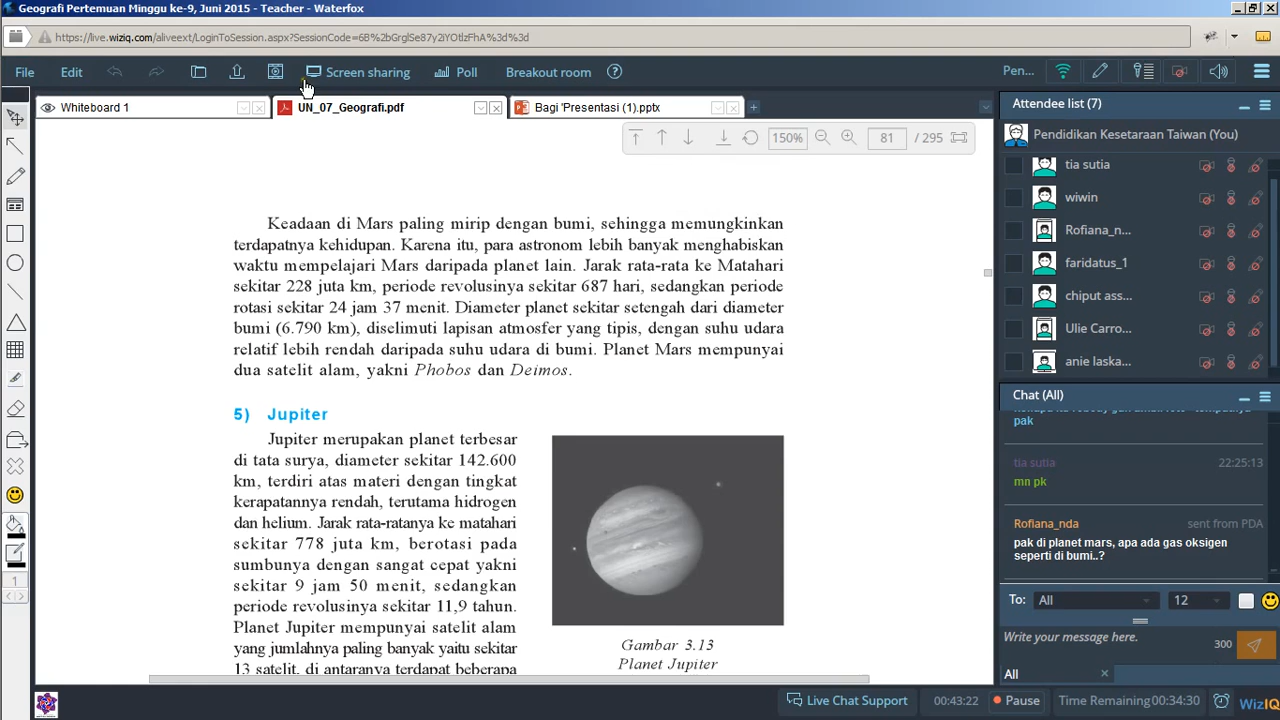 Geografi Pertemuan Minggu ke-9, Juni 2015 - Teacher - Waterfox
https://live.wiziq.com/aliveext/LoginToSession.aspx?SessionCode=6B%2bGrglSe87y2iYOtlzFhA%3d%3d
File Edit Screen sharing Poll Breakout room ? Pen...
Whiteboard 1 UN_07_Geografi.pdf Bagi 'Presentasi (1).pptx
150% 81 / 295
Keadaan di Mars paling mirip dengan bumi, sehingga memungkinkan
terdapatnya kehidupan. Karena itu, para astronom lebih banyak menghabiskan
waktu mempelajari Mars daripada planet lain. Jarak rata-rata ke Matahari
sekitar 228 juta km, periode revolusinya sekitar 687 hari, sedangkan periode
rotasi sekitar 24 jam 37 menit. Diameter planet sekitar setengah dari diameter
bumi (6.790 km), diselimuti lapisan atmosfer yang tipis, dengan suhu udara
relatif lebih rendah daripada suhu udara di bumi. Planet Mars mempunyai
dua satelit alam, yakni Phobos dan Deimos.
5) Jupiter
Jupiter merupakan planet terbesar
di tata surya, diameter sekitar 142.600
km, terdiri atas materi dengan tingkat
kerapatannya rendah, terutama hidrogen
dan helium. Jarak rata-ratanya ke matahari
sekitar 778 juta km, berotasi pada
sumbunya dengan sangat cepat yakni
sekitar 9 jam 50 menit, sedangkan
periode revolusinya sekitar 11,9 tahun.
Planet Jupiter mempunyai satelit alam
yang jumlahnya paling banyak yaitu sekitar
13 satelit, di antaranya terdapat beberapa
Gambar 3.13
Planet Jupiter
1
Attendee list (7)
Pendidikan Kesetaraan Taiwan (You)
tia sutia
wiwin
Rofiana_n...
faridatus_1
chiput ass...
Ulie Carro...
anie laska...
Chat (All)
pak
tia sutia 22:25:13
mn pk
Rofiana_nda sent from PDA
pak di planet mars, apa ada gas oksigen
seperti di bumi..?
To: All 12
Write your message here. 300
All
Live Chat Support 00:43:22 Pause Time Remaining 00:34:30 WizIQ